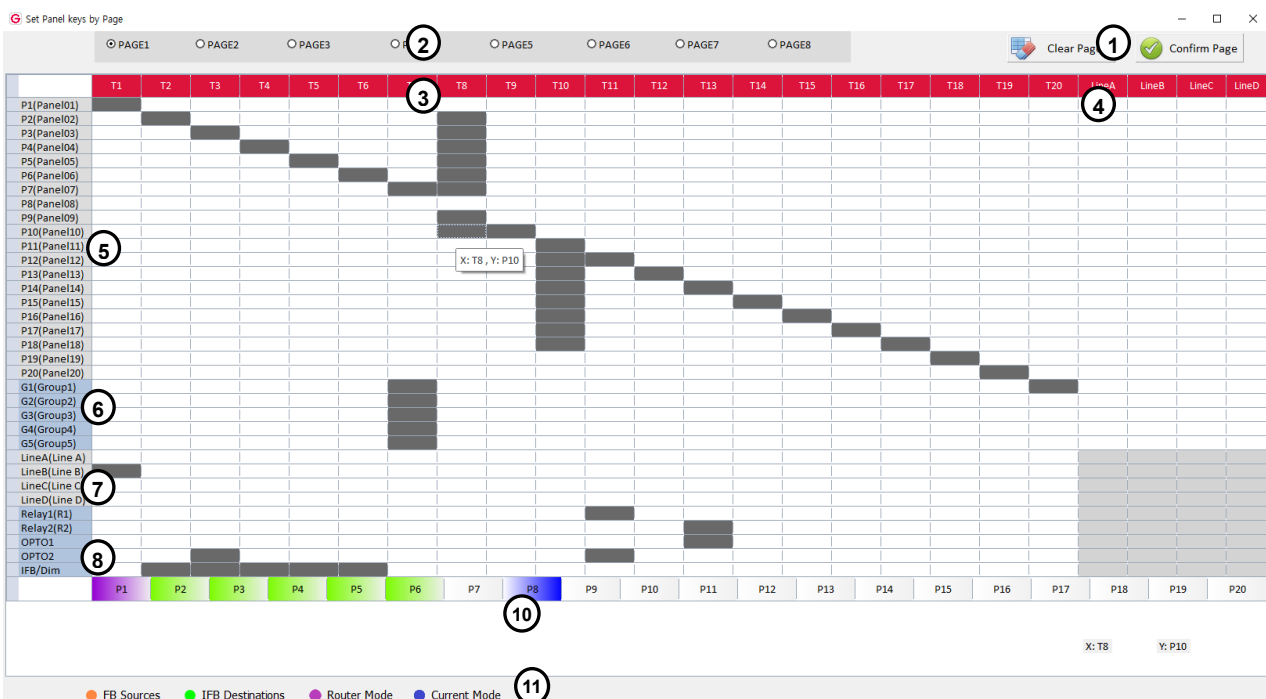 G Set Panel keys by Page
PAGE1 PAGE2 PAGE3 2 PAGE5 PAGE6 PAGE7 PAGE8 Clear Pag 1 Confirm Page
T1 T2 T3 T4 T5 T6 T8 T9 T10 T11 T12 T13 T14 T15 T16 T17 T18 T19 T20 LineA LineB LineC LineD
3
4
P1(Panel01)
P2(Panel02)
P3(Panel03)
P4(Panel04)
P5(Panel05)
P6(Panel06)
P7(Panel07)
P8(Panel08)
P9(Panel09)
P10(Panel10)
P11(Panel11)
5
P12(Panel12)
X: T8 , Y: P10
P13(Panel13)
P14(Panel14)
P15(Panel15)
P16(Panel16)
P17(Panel17)
P18(Panel18)
P19(Panel19)
P20(Panel20)
G1(Group1)
G2(Group2)
6
G3(Group3)
G4(Group4)
G5(Group5)
LineA(Line A)
LineB(Line B)
LineC(Line C
7
LineD(Line D)
Relay1(R1)
Relay2(R2)
OPTO1
OPTO2
8
IFB/Dim
P1 P2 P3 P4 P5 P6 P7 P8 P9 P10 P11 P12 P13 P14 P15 P16 P17 P18 P19 P20
10
X: T8 Y: P10
FB Sources IFB Destinations Router Mode Current Mode 11